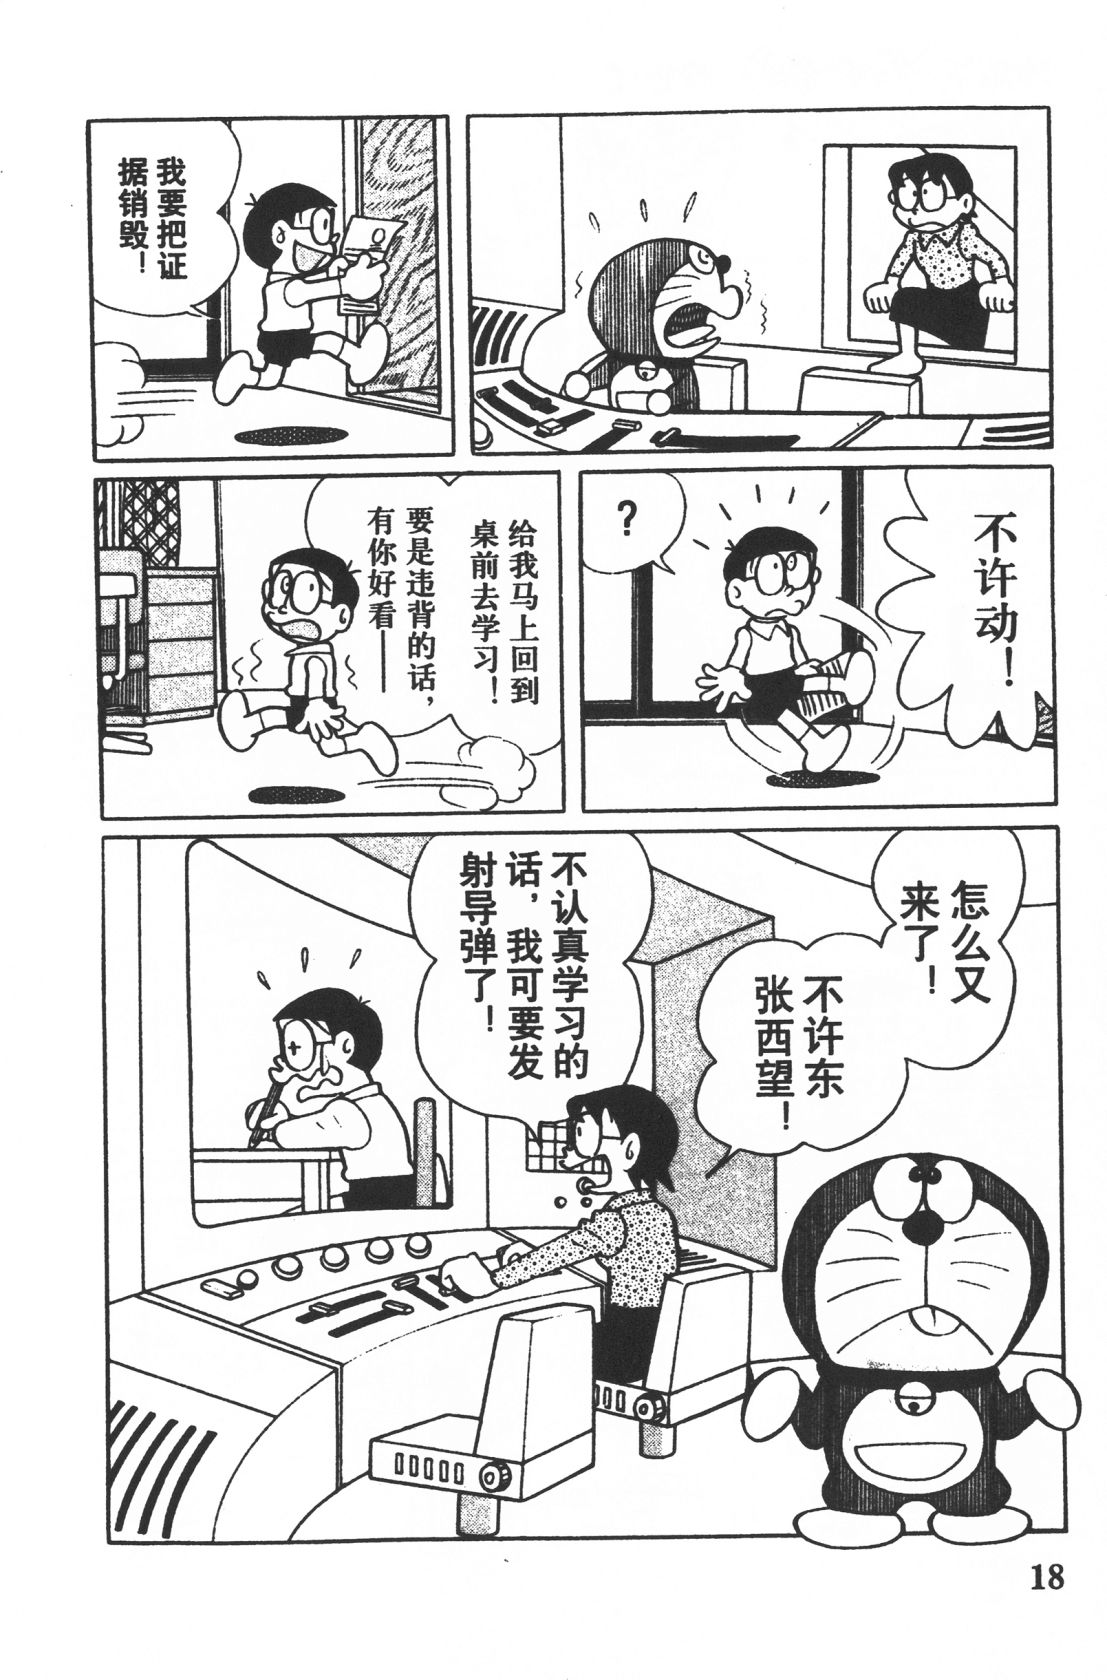 我要把证
据销毁！
不许动！
？
给我马上回到
桌前去学习！
要是违背的话，
有你好看——
怎么又
来了！
不许东
张西望！
不认真学习的
话，我可要发
射导弹了！
18